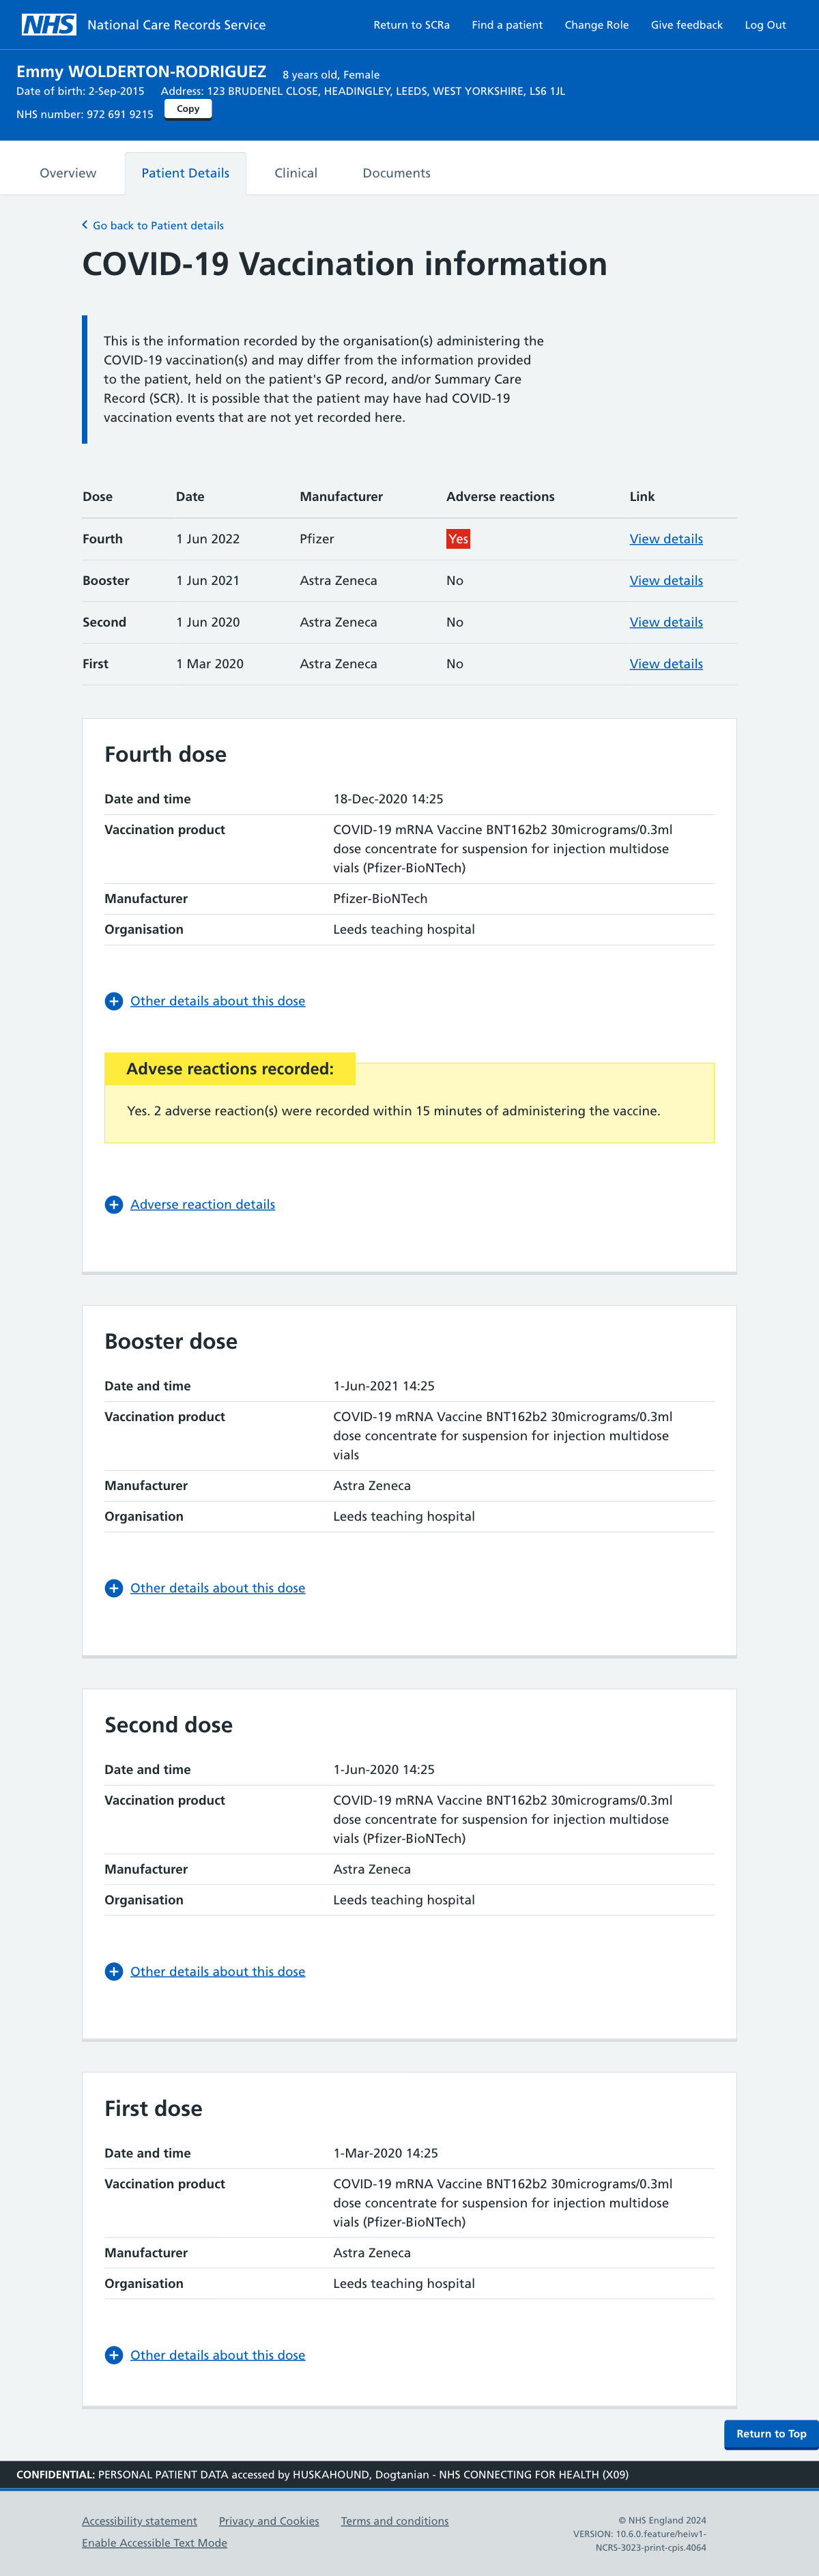 NHS National Care Records Service Return to SCRa Find a patient Change Role Give feedback Log Out
Emmy WOLDERTON-RODRIGUEZ 8 years old, Female
Date of birth: 2-Sep-2015 Address: 123 BRUDENEL CLOSE, HEADINGLEY, LEEDS, WEST YORKSHIRE, LS6 1JL
NHS number: 972 691 9215 Copy
Overview Patient Details Clinical Documents
Go back to Patient details
COVID-19 Vaccination information
This is the information recorded by the organisation(s) administering the
COVID-19 vaccination(s) and may differ from the information provided
to the patient, held on the patient's GP record, and/or Summary Care
Record (SCR). It is possible that the patient may have had COVID-19
vaccination events that are not yet recorded here.
Dose Date Manufacturer Adverse reactions Link
Fourth 1 Jun 2022 Pfizer Yes View details
Booster 1 Jun 2021 Astra Zeneca No View details
Second 1 Jun 2020 Astra Zeneca No View details
First 1 Mar 2020 Astra Zeneca No View details
Fourth dose
Date and time 18-Dec-2020 14:25
Vaccination product COVID-19 mRNA Vaccine BNT162b2 30micrograms/0.3ml
dose concentrate for suspension for injection multidose
vials (Pfizer-BioNTech)
Manufacturer Pfizer-BioNTech
Organisation Leeds teaching hospital
Other details about this dose
Advese reactions recorded:
Yes. 2 adverse reaction(s) were recorded within 15 minutes of administering the vaccine.
Adverse reaction details
Booster dose
Date and time 1-Jun-2021 14:25
Vaccination product COVID-19 mRNA Vaccine BNT162b2 30micrograms/0.3ml
dose concentrate for suspension for injection multidose
vials
Manufacturer Astra Zeneca
Organisation Leeds teaching hospital
Other details about this dose
Second dose
Date and time 1-Jun-2020 14:25
Vaccination product COVID-19 mRNA Vaccine BNT162b2 30micrograms/0.3ml
dose concentrate for suspension for injection multidose
vials (Pfizer-BioNTech)
Manufacturer Astra Zeneca
Organisation Leeds teaching hospital
Other details about this dose
First dose
Date and time 1-Mar-2020 14:25
Vaccination product COVID-19 mRNA Vaccine BNT162b2 30micrograms/0.3ml
dose concentrate for suspension for injection multidose
vials (Pfizer-BioNTech)
Manufacturer Astra Zeneca
Organisation Leeds teaching hospital
Other details about this dose
Return to Top
CONFIDENTIAL: PERSONAL PATIENT DATA accessed by HUSKAHOUND, Dogtanian - NHS CONNECTING FOR HEALTH (X09)
Accessibility statement Privacy and Cookies Terms and conditions
Enable Accessible Text Mode
© NHS England 2024
VERSION: 10.6.0.feature/heiw1-
NCRS-3023-print-cpis.4064